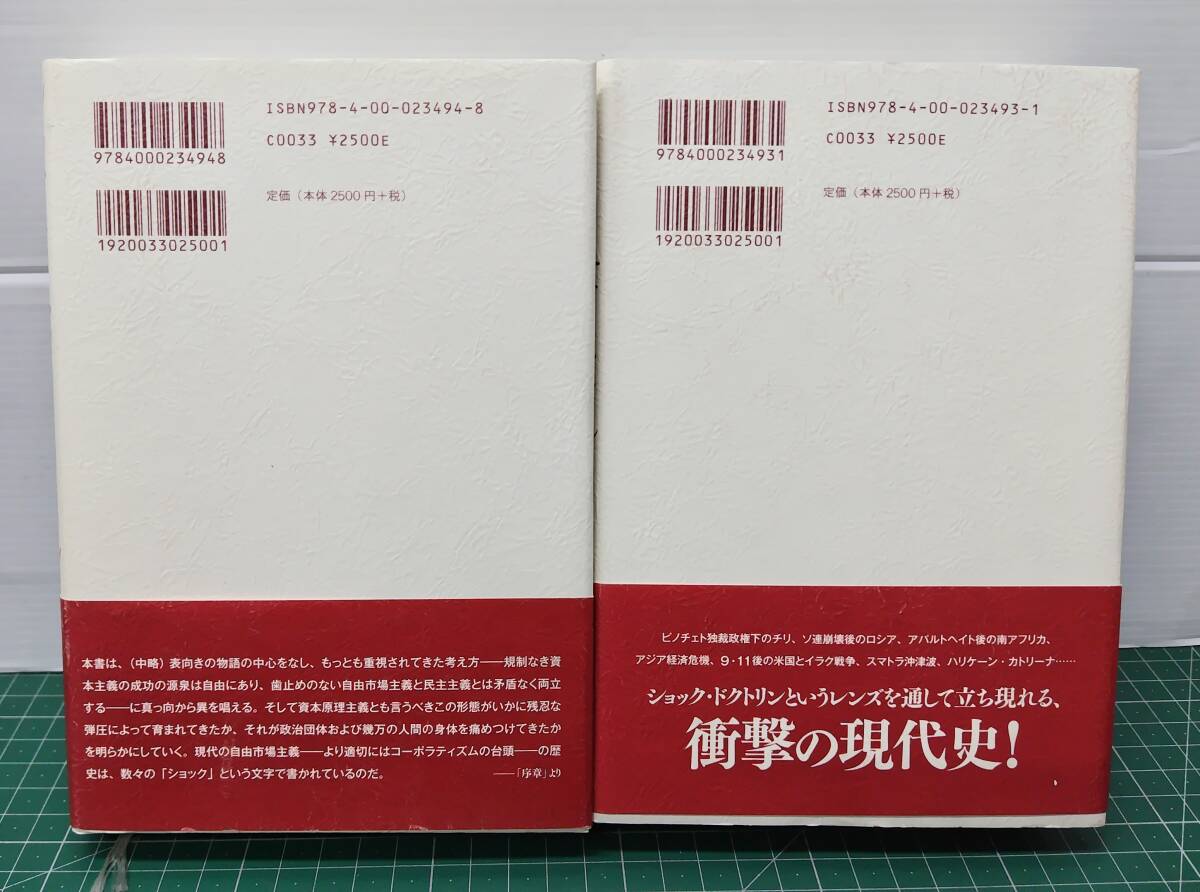 ISBN978-4-00-023494-8
C0033 ¥2500E
9784000234948
定価（本体2500円＋税）
1920033025001
本書は、（中略）表向きの物語の中心をなし、もっとも重視されてきた考え方——規制なき資
本主義の成功の源泉は自由にあり、歯止めのない自由市場主義と民主主義とは矛盾なく両立
する——に真っ向から異を唱える。そして資本原理主義とも言うべきこの形態がいかに残忍な
弾圧によって育まれてきたか、それが政治団体および幾万の人間の身体を痛めつけてきたか
を明らかにしていく。現代の自由市場主義——より適切にはコーポラティズムの台頭——の歴
史は、数々の「ショック」という文字で書かれているのだ。
——「序章」より
ISBN978-4-00-023493-1
C0033 ¥2500E
9784000234931
定価（本体2500円＋税）
1920033025001
ピノチェト独裁政権下のチリ、ソ連崩壊後のロシア、アパルトヘイト後の南アフリカ、
アジア経済危機、9・11後の米国とイラク戦争、スマトラ沖津波、ハリケーン・カトリーナ……
ショック・ドクトリンというレンズを通して立ち現れる、
衝撃の現代史！